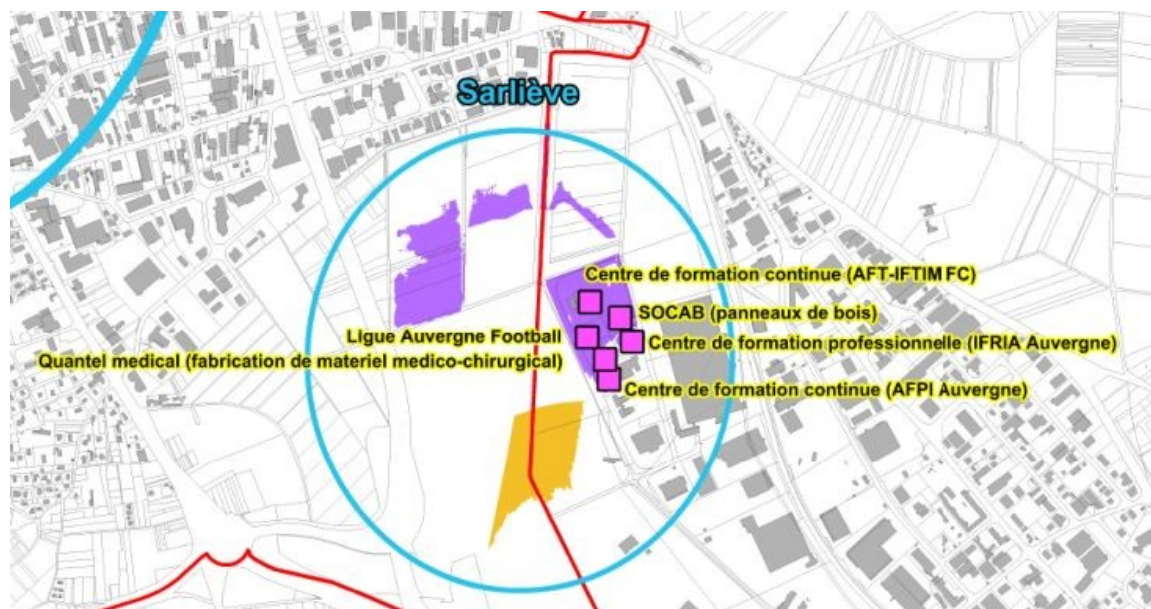 Sarliève
Centre de formation continue (AFT-IFTIM FC)
SOCAB (panneaux de bois)
Ligue Auvergne Football
Centre de formation professionnelle (IFRIA Auvergne)
Quantel medical (fabrication de materiel medico-chirurgical)
Centre de formation continue (AFPI Auvergne)